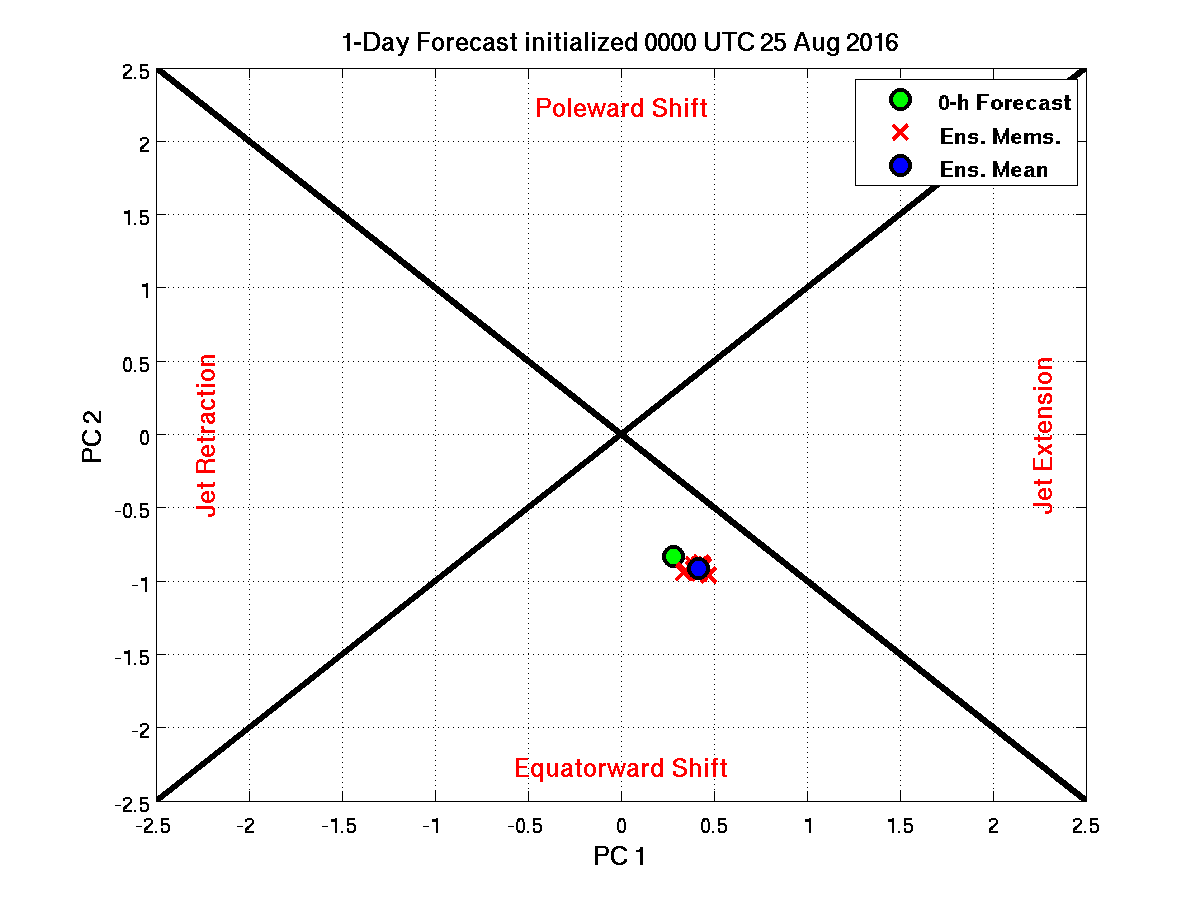 1-Day Forecast initialized 0000 UTC 25 Aug 2016
2.5
2
1.5
1
0.5
0
-0.5
-1
-1.5
-2
-2.5
PC 2
Poleward Shift
0-h Forecast
Ens. Mems.
Ens. Mean
Jet Retraction
Jet Extension
Equatorward Shift
-2.5 -2 -1.5 -1 -0.5 0 0.5 1 1.5 2 2.5
PC 1